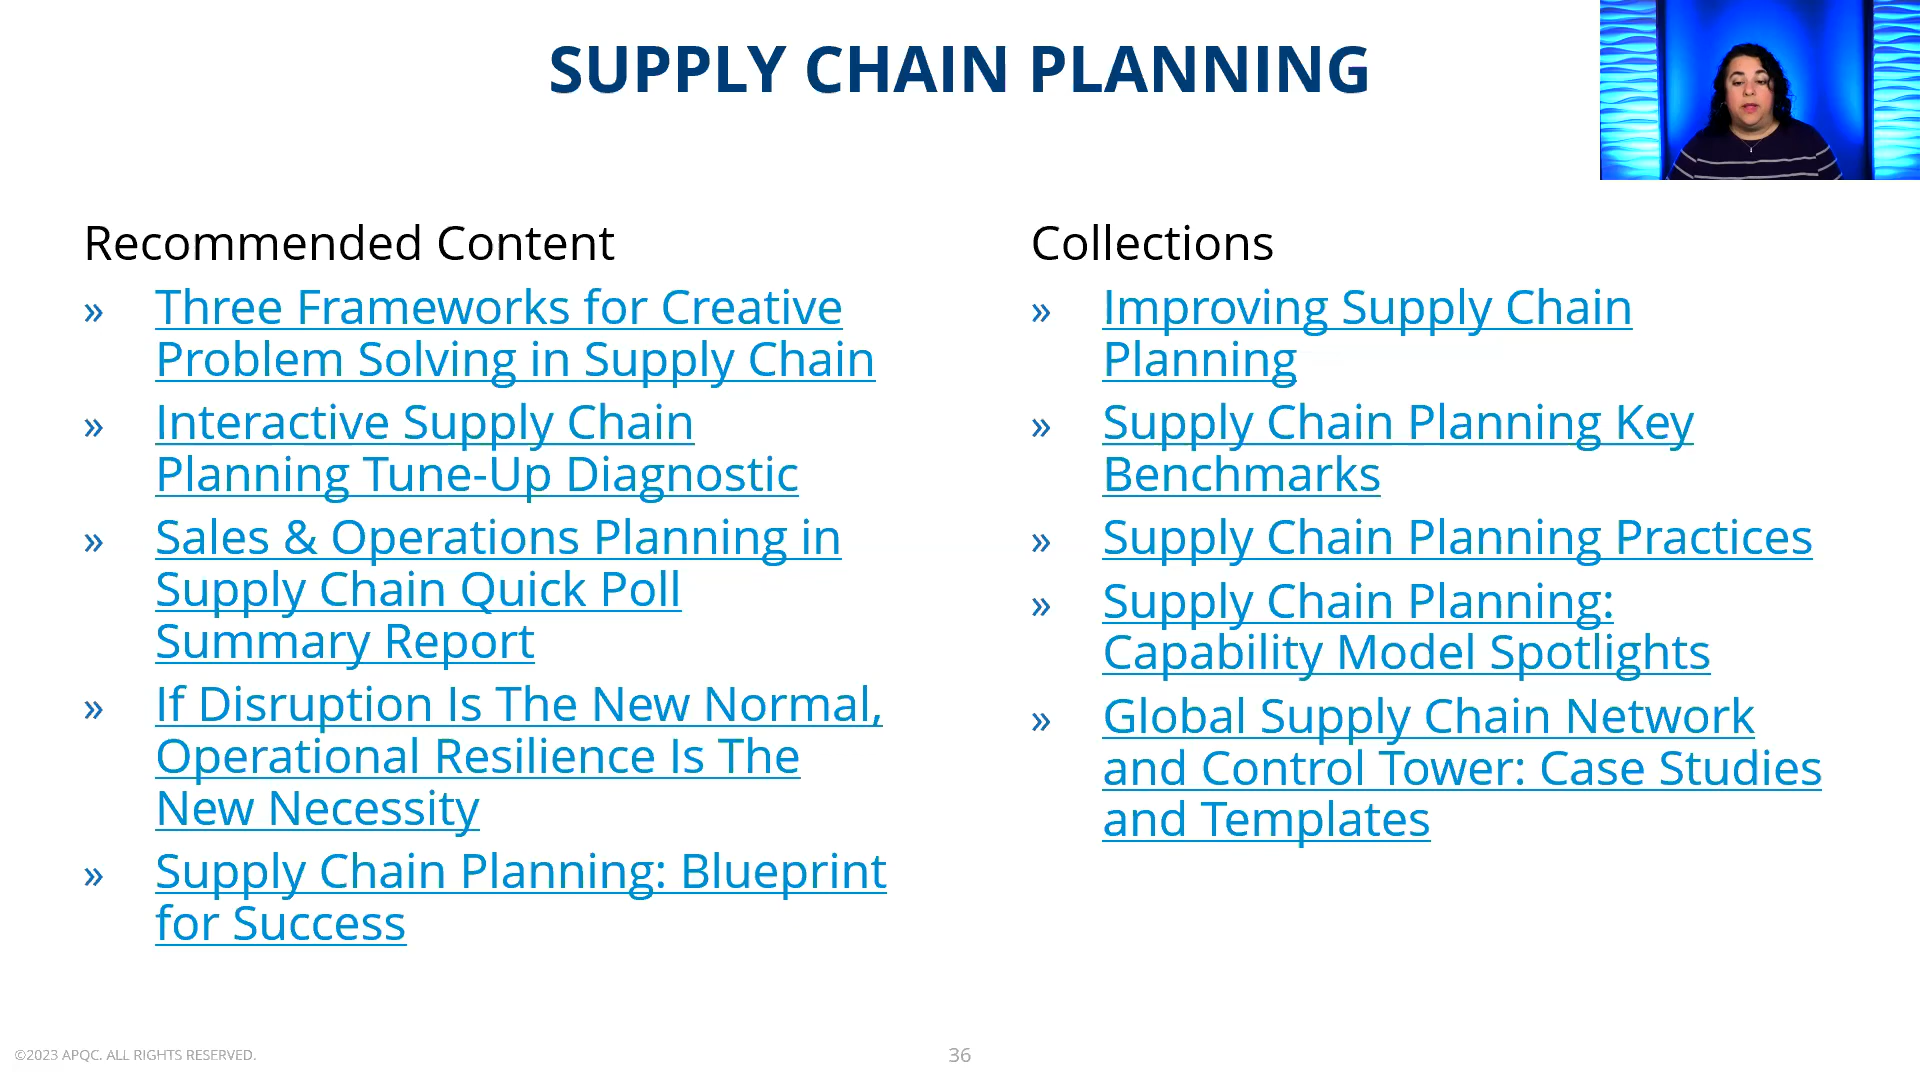 SUPPLY CHAIN PLANNING
Recommended Content
» Three Frameworks for Creative
Problem Solving in Supply Chain
» Interactive Supply Chain
Planning Tune-Up Diagnostic
» Sales & Operations Planning in
Supply Chain Quick Poll
Summary Report
» If Disruption Is The New Normal,
Operational Resilience Is The
New Necessity
» Supply Chain Planning: Blueprint
for Success
Collections
» Improving Supply Chain
Planning
» Supply Chain Planning Key
Benchmarks
» Supply Chain Planning Practices
» Supply Chain Planning:
Capability Model Spotlights
» Global Supply Chain Network
and Control Tower: Case Studies
and Templates
©2023 APQC. ALL RIGHTS RESERVED.
36